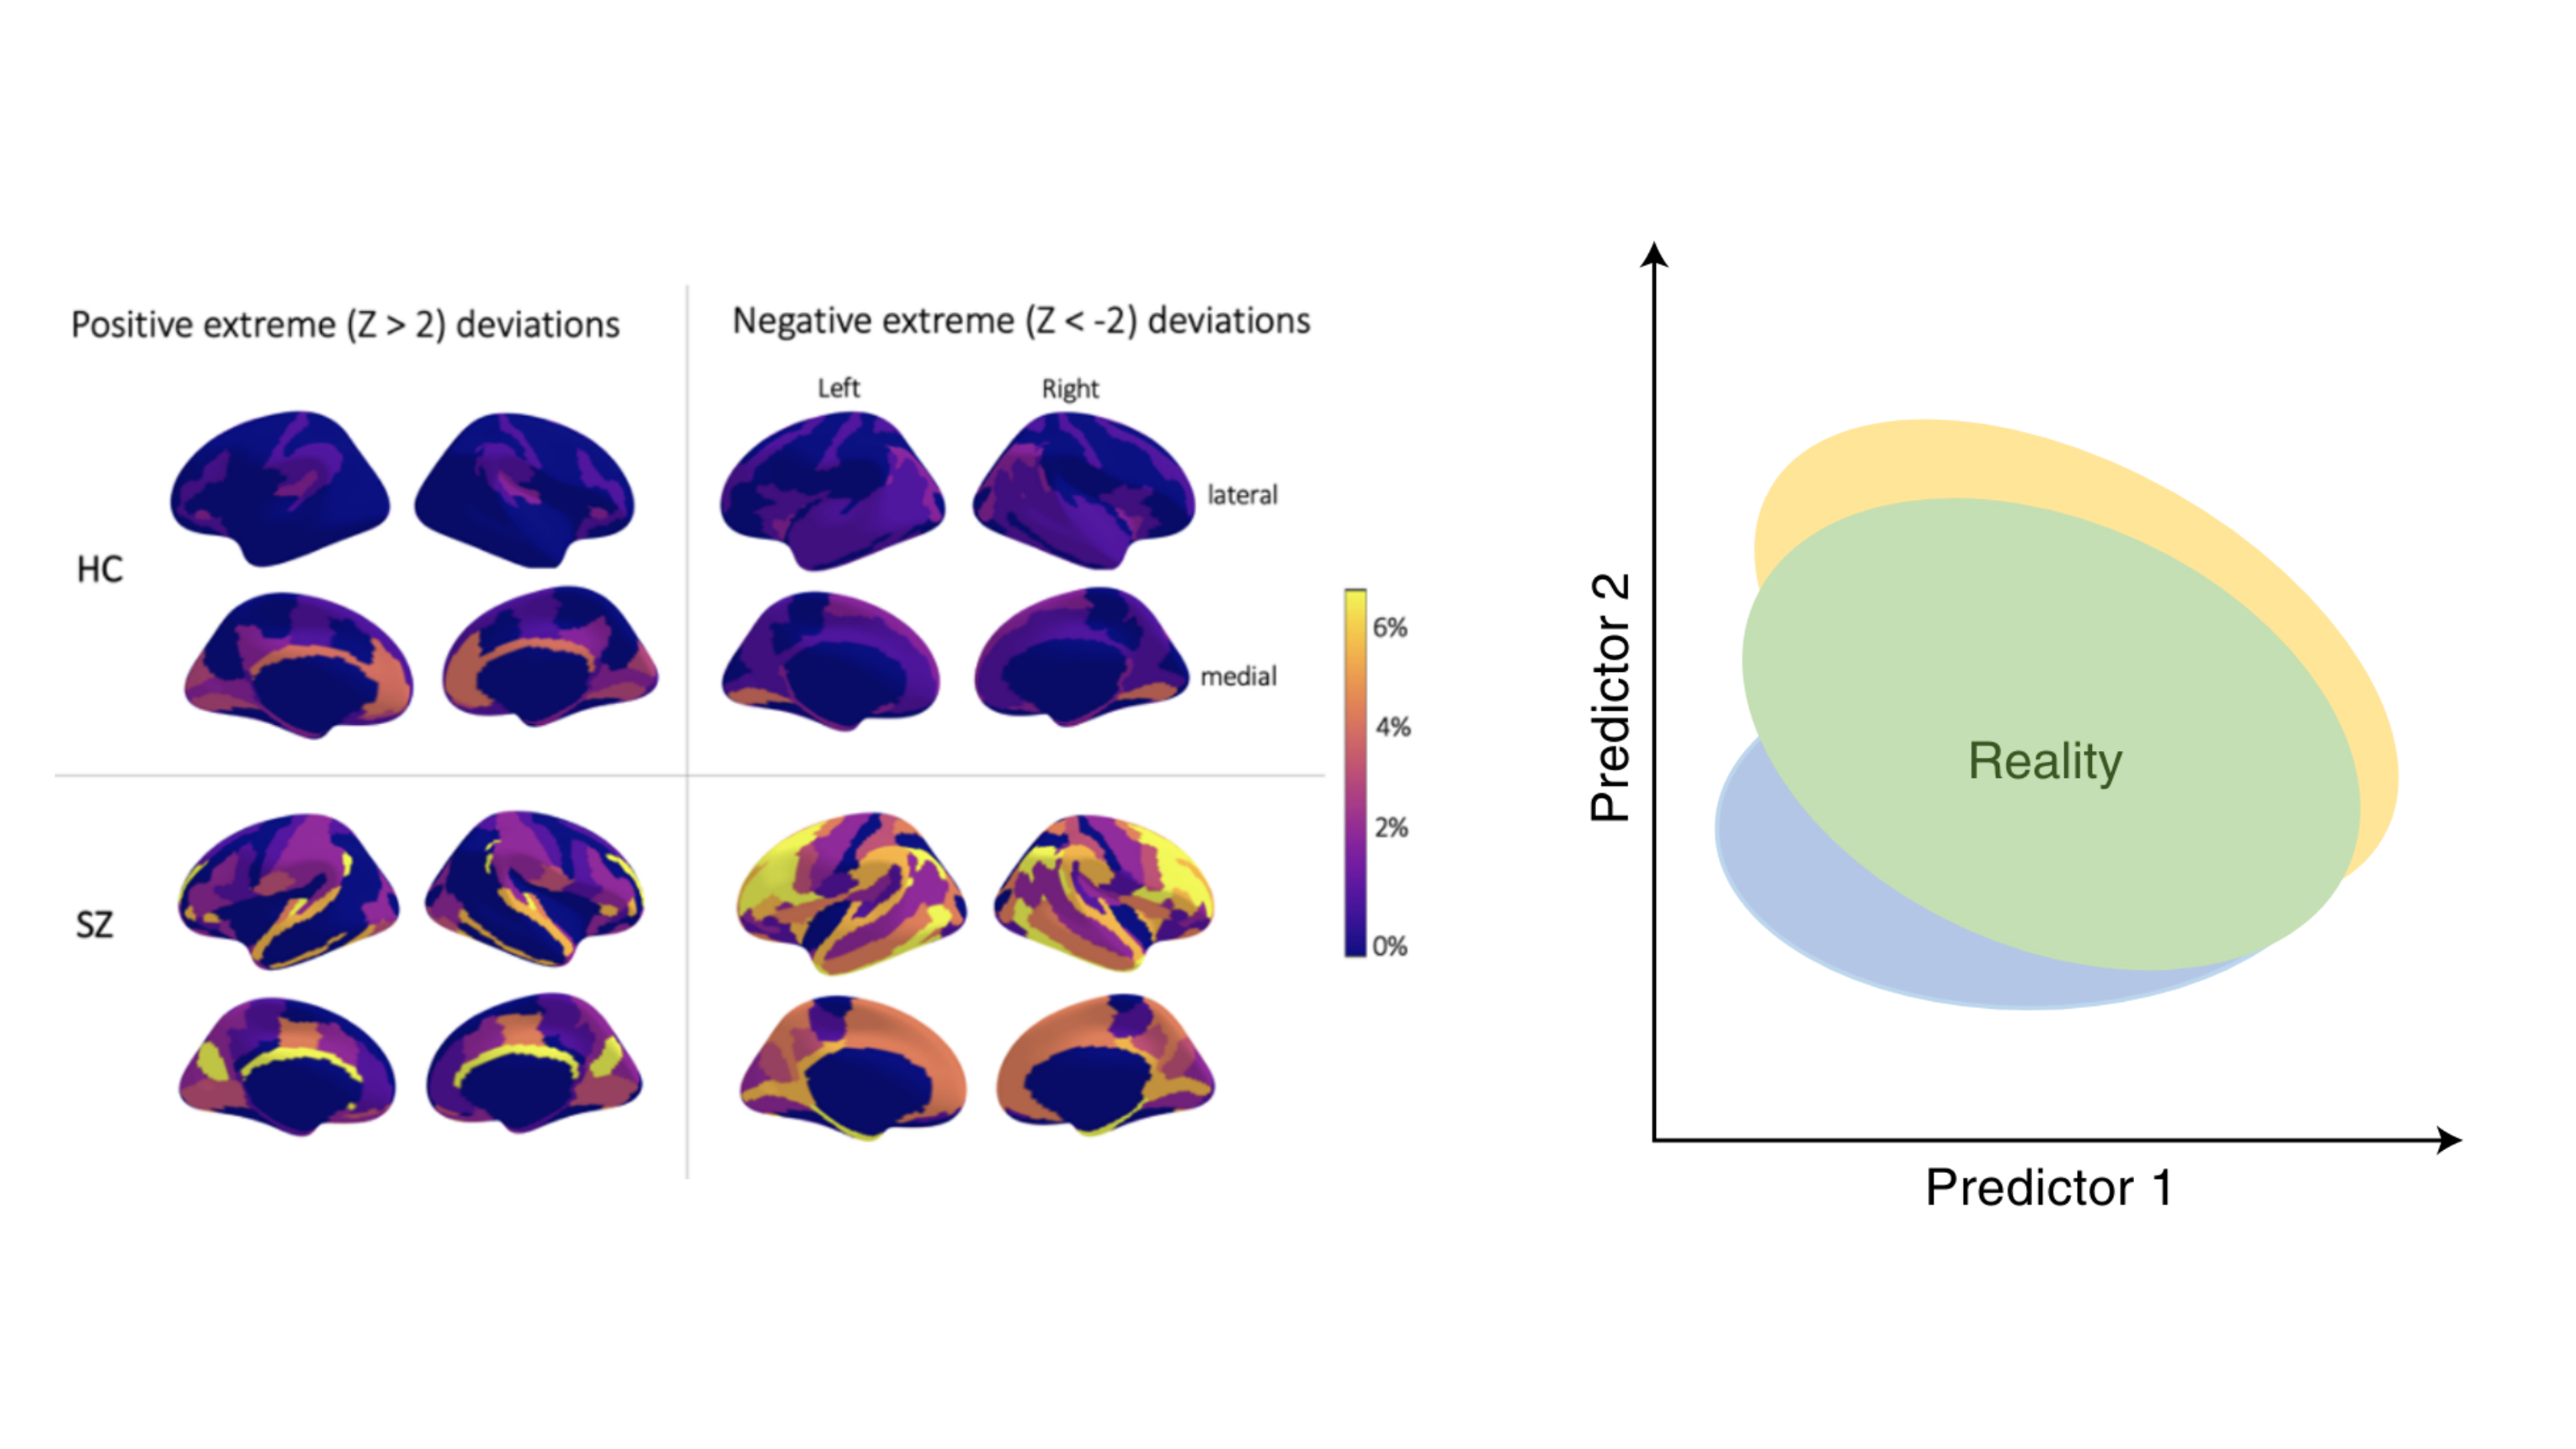 Positive extreme (Z > 2) deviations
Negative extreme (Z < -2) deviations
Left
Right
lateral
HC
medial
6%
4%
2%
0%
SZ
Predictor 2
Reality
Predictor 1